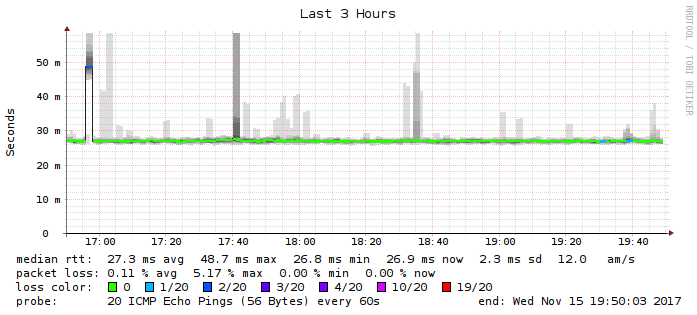 Last 3 Hours
RRDTOOL / TOBI OETIKER
Seconds
50 m
40 m
30 m
20 m
10 m
0
17:00 17:20 17:40 18:00 18:20 18:40 19:00 19:20 19:40
median rtt: 27.3 ms avg 48.7 ms max 26.8 ms min 26.9 ms now 2.3 ms sd 12.0 am/s
packet loss: 0.11 % avg 5.17 % max 0.00 % min 0.00 % now
loss color: 0 1/20 2/20 3/20 4/20 10/20 19/20
probe: 20 ICMP Echo Pings (56 Bytes) every 60s end: Wed Nov 15 19:50:03 2017